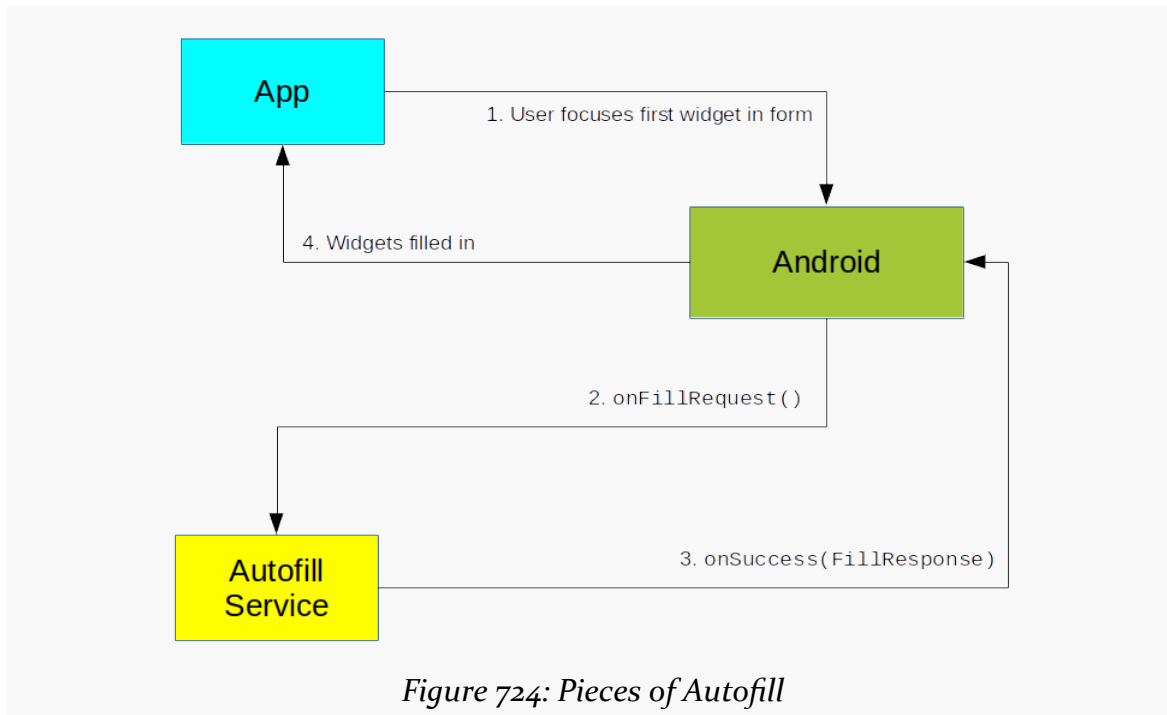 App
1. User focuses first widget in form
4. Widgets filled in
Android
2. onFillRequest()
3. onSuccess(FillResponse)
Autofill
Service
Figure 724: Pieces of Autofill